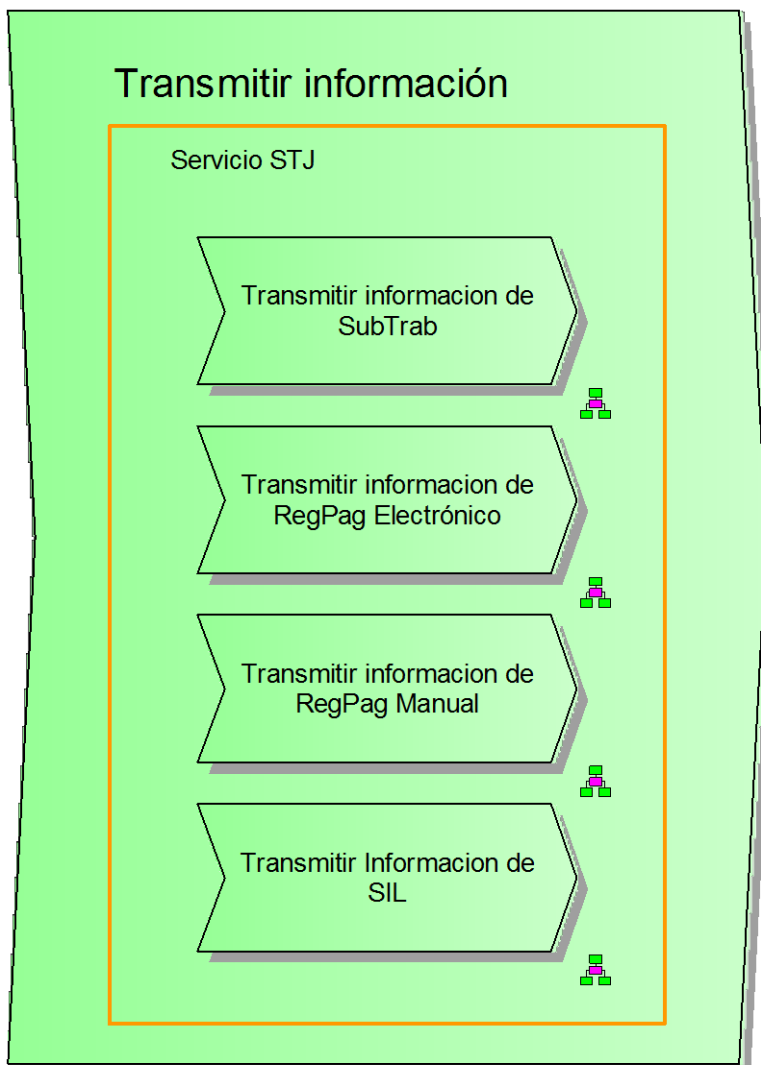 Transmitir información
Servicio STJ
Transmitir informacion de
SubTrab
Transmitir informacion de
RegPag Electrónico
Transmitir informacion de
RegPag Manual
Transmitir Informacion de
SIL